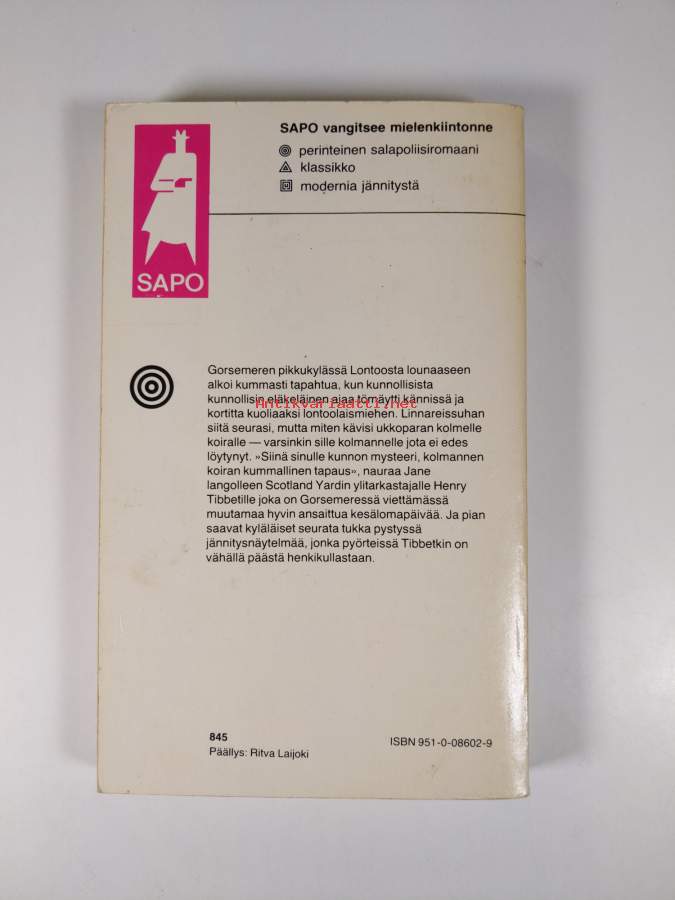 SAPO vangitsee mielenkiintonne
perinteinen salapoliisiromaani
klassikko
modernia jännitystä
SAPO
Gorsemeren pikkukylässä Lontoosta lounaaseen
alkoi kummasti tapahtua, kun kunnollisista
kunnollisin eläkeläinen ajaa törnäytti kännissä ja
Antikvariaatti.net
kortitta kuoliaaksi lontoolaismiehen. Linnareissuhan
siitä seurasi, mutta miten kävisi ukkoparan kolmelle
koiralle — varsinkin sille kolmannelle jota ei edes
löytynyt. »Siinä sinulle kunnon mysteeri, kolmannen
koiran kummallinen tapaus», nauraa Jane
langolleen Scotland Yardin ylitarkastajalle Henry
Tibbetille joka on Gorsemeressä viettämässä
muutamaa hyvin ansaittua kesälomapäivää. Ja pian
saavat kyläläiset seurata tukka pystyssä
jännitysnäytelmää, jonka pyörteissä Tibbetkin on
vähällä päästä henkikullastaan.
845
Päällys: Ritva Laijoki
ISBN 951-0-08602-9